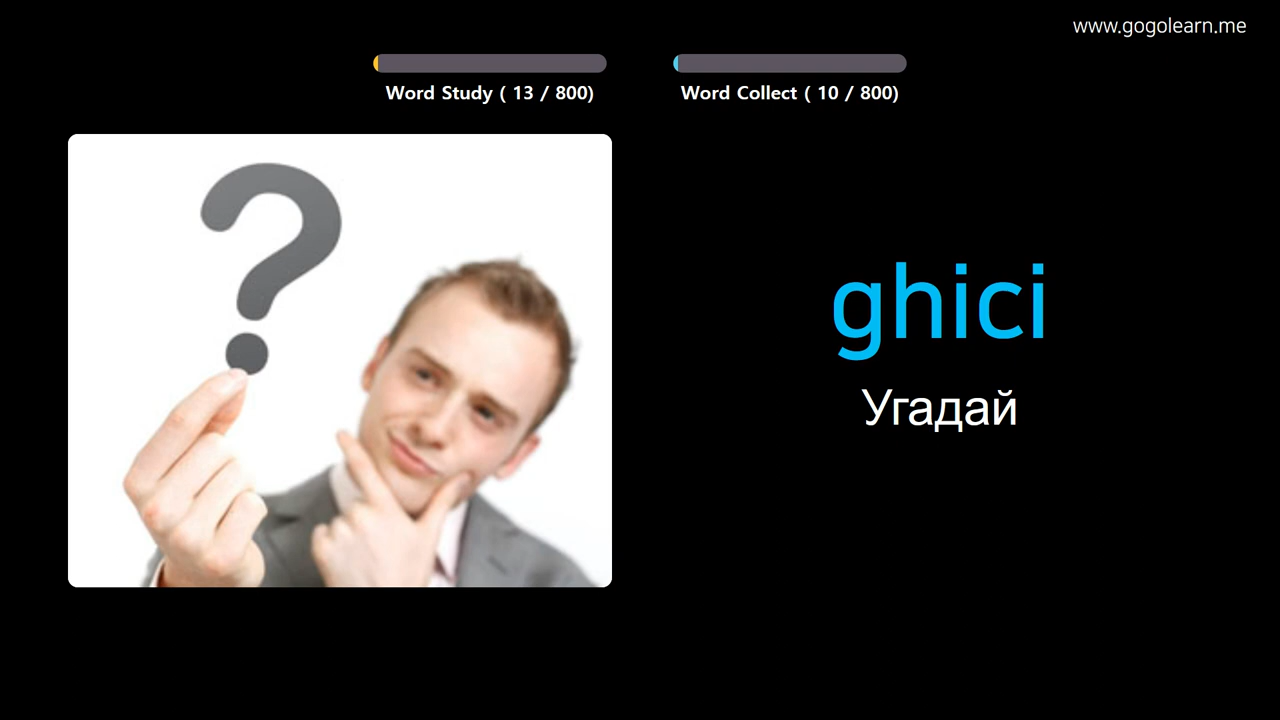 www.gogolearn.me
Word Study ( 13 / 800)
Word Collect ( 10 / 800)
?
ghici
Угадай